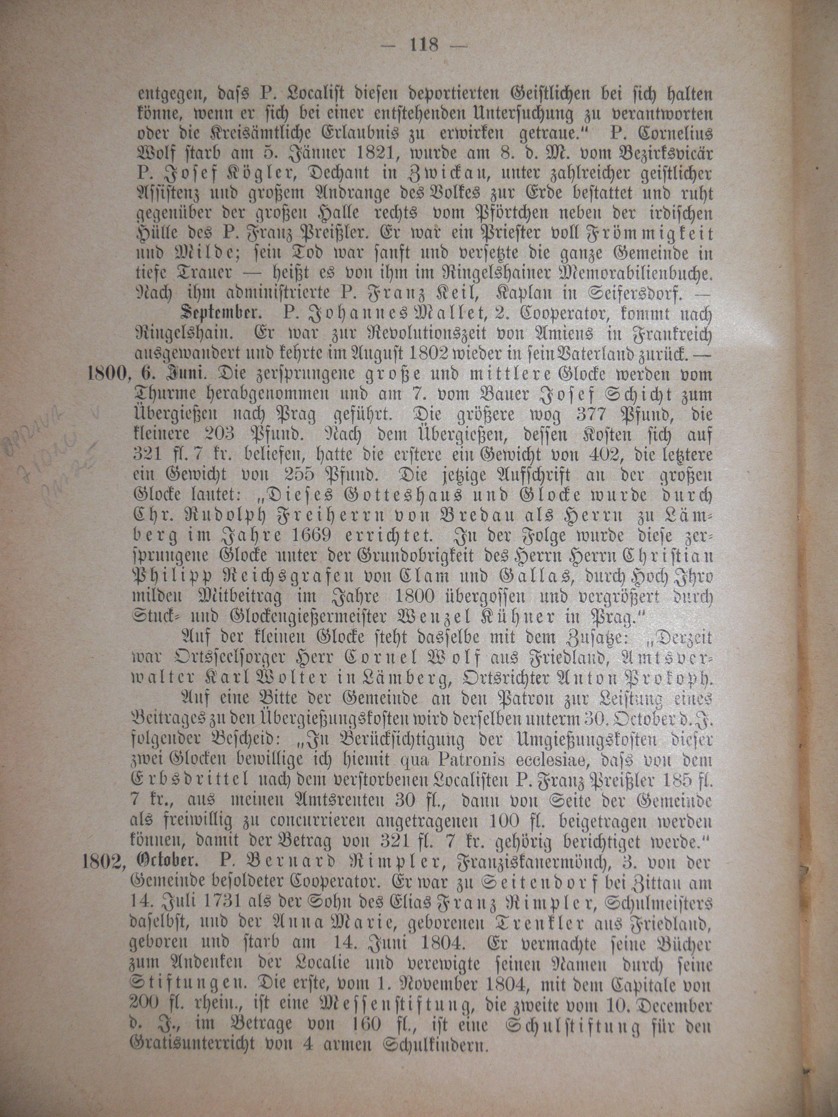 — 118 —
entgegen, dass P. Localist diesen deportierten Geistlichen bei sich halten
könne, wenn er sich bei einer entstehenden Untersuchung zu verantworten
oder die Kreisämtliche Erlaubnis zu erwirken getraue." P. Cornelius
Wolf starb am 5. Jänner 1821, wurde am 8. d. M. vom Bezirksvicär
P. Josef Kögler, Dechant in Zwickau, unter zahlreicher geistlicher
Assistenz und großem Andrange des Volkes zur Erde bestattet und ruht
gegenüber der großen Halle rechts vom Pförtchen neben der irdischen
Hülle des P. Franz Preißler. Er war ein Priester voll Frömmigkeit
und Milde; sein Tod war sanft und versetzte die ganze Gemeinde in
tiefe Trauer — heißt es von ihm im Ringelshainer Memorabilienbuche.
Nach ihm administrierte P. Franz Keil, Kaplan in Seifersdorf. —
September. P. Johannes Mallet, 2. Cooperator, kommt nach
Ringelshain. Er war zur Revolutionszeit von Amiens in Frankreich
ausgewandert und kehrte im August 1802 wieder in sein Vaterland zurück. —
1800, 6. Juni. Die zersprungene große und mittlere Glocke werden vom
Thurme herabgenommen und am 7. vom Bauer Josef Schicht zum
Übergießen nach Prag geführt. Die größere wog 377 Pfund, die
kleinere 203 Pfund. Nach dem Übergießen, dessen Kosten sich auf
321 fl. 7 kr. beliefen, hatte die erstere ein Gewicht von 402, die letztere
ein Gewicht von 255 Pfund. Die jetzige Aufschrift an der großen
Glocke lautet: „Dieses Gotteshaus und Glocke wurde durch
Chr. Rudolph Freiherrn von Bredau als Herrn zu Läm-
berg im Jahre 1669 errichtet. In der Folge wurde diese zer-
sprungene Glocke unter der Grundobrigkeit des Herrn Herrn Christian
Philipp Reichsgrafen von Clam und Gallas, durch Hoch Ihro
milden Mitbeitrag im Jahre 1800 übergossen und vergrößert durch
Stuck- und Glockengießermeister Wenzel Kühner in Prag."
Auf der kleinen Glocke steht dasselbe mit dem Zusatze: „Derzeit
war Ortsseelsorger Herr Cornel Wolf aus Friedland, Amtsver-
walter Karl Wolter in Lämberg, Ortsrichter Anton Prokoph.
Auf eine Bitte der Gemeinde an den Patron zur Leistung eines
Beitrages zu den Übergießungskosten wird derselben unterm 30. October d. J.
folgender Bescheid: „In Berücksichtigung der Umgießungskosten dieser
zwei Glocken bewillige ich hiemit qua Patronis ecclesiae, dass von dem
Erbsdrittel nach dem verstorbenen Localisten P. Franz Preißler 185 fl.
7 kr., aus meinen Amtsrenten 30 fl., dann von Seite der Gemeinde
als freiwillig zu concurrieren angetragenen 100 fl. beigetragen werden
können, damit der Betrag von 321 fl. 7 kr. gehörig berichtiget werde."
1802, October. P. Bernard Rimpler, Franziskanermönch, 3. von der
Gemeinde besoldeter Cooperator. Er war zu Seitendorf bei Zittau am
14. Juli 1731 als der Sohn des Elias Franz Rimpler, Schulmeisters
daselbst, und der Anna Marie, geborenen Trenkler aus Friedland,
geboren und starb am 14. Juni 1804. Er vermachte seine Bücher
zum Andenken der Localie und verewigte seinen Namen durch seine
Stiftungen. Die erste, vom 1. November 1804, mit dem Capitale von
200 fl. rhein., ist eine Messenstiftung, die zweite vom 10. December
d. J., im Betrage von 160 fl., ist eine Schulstiftung für den
Gratisunterricht von 4 armen Schulkindern.